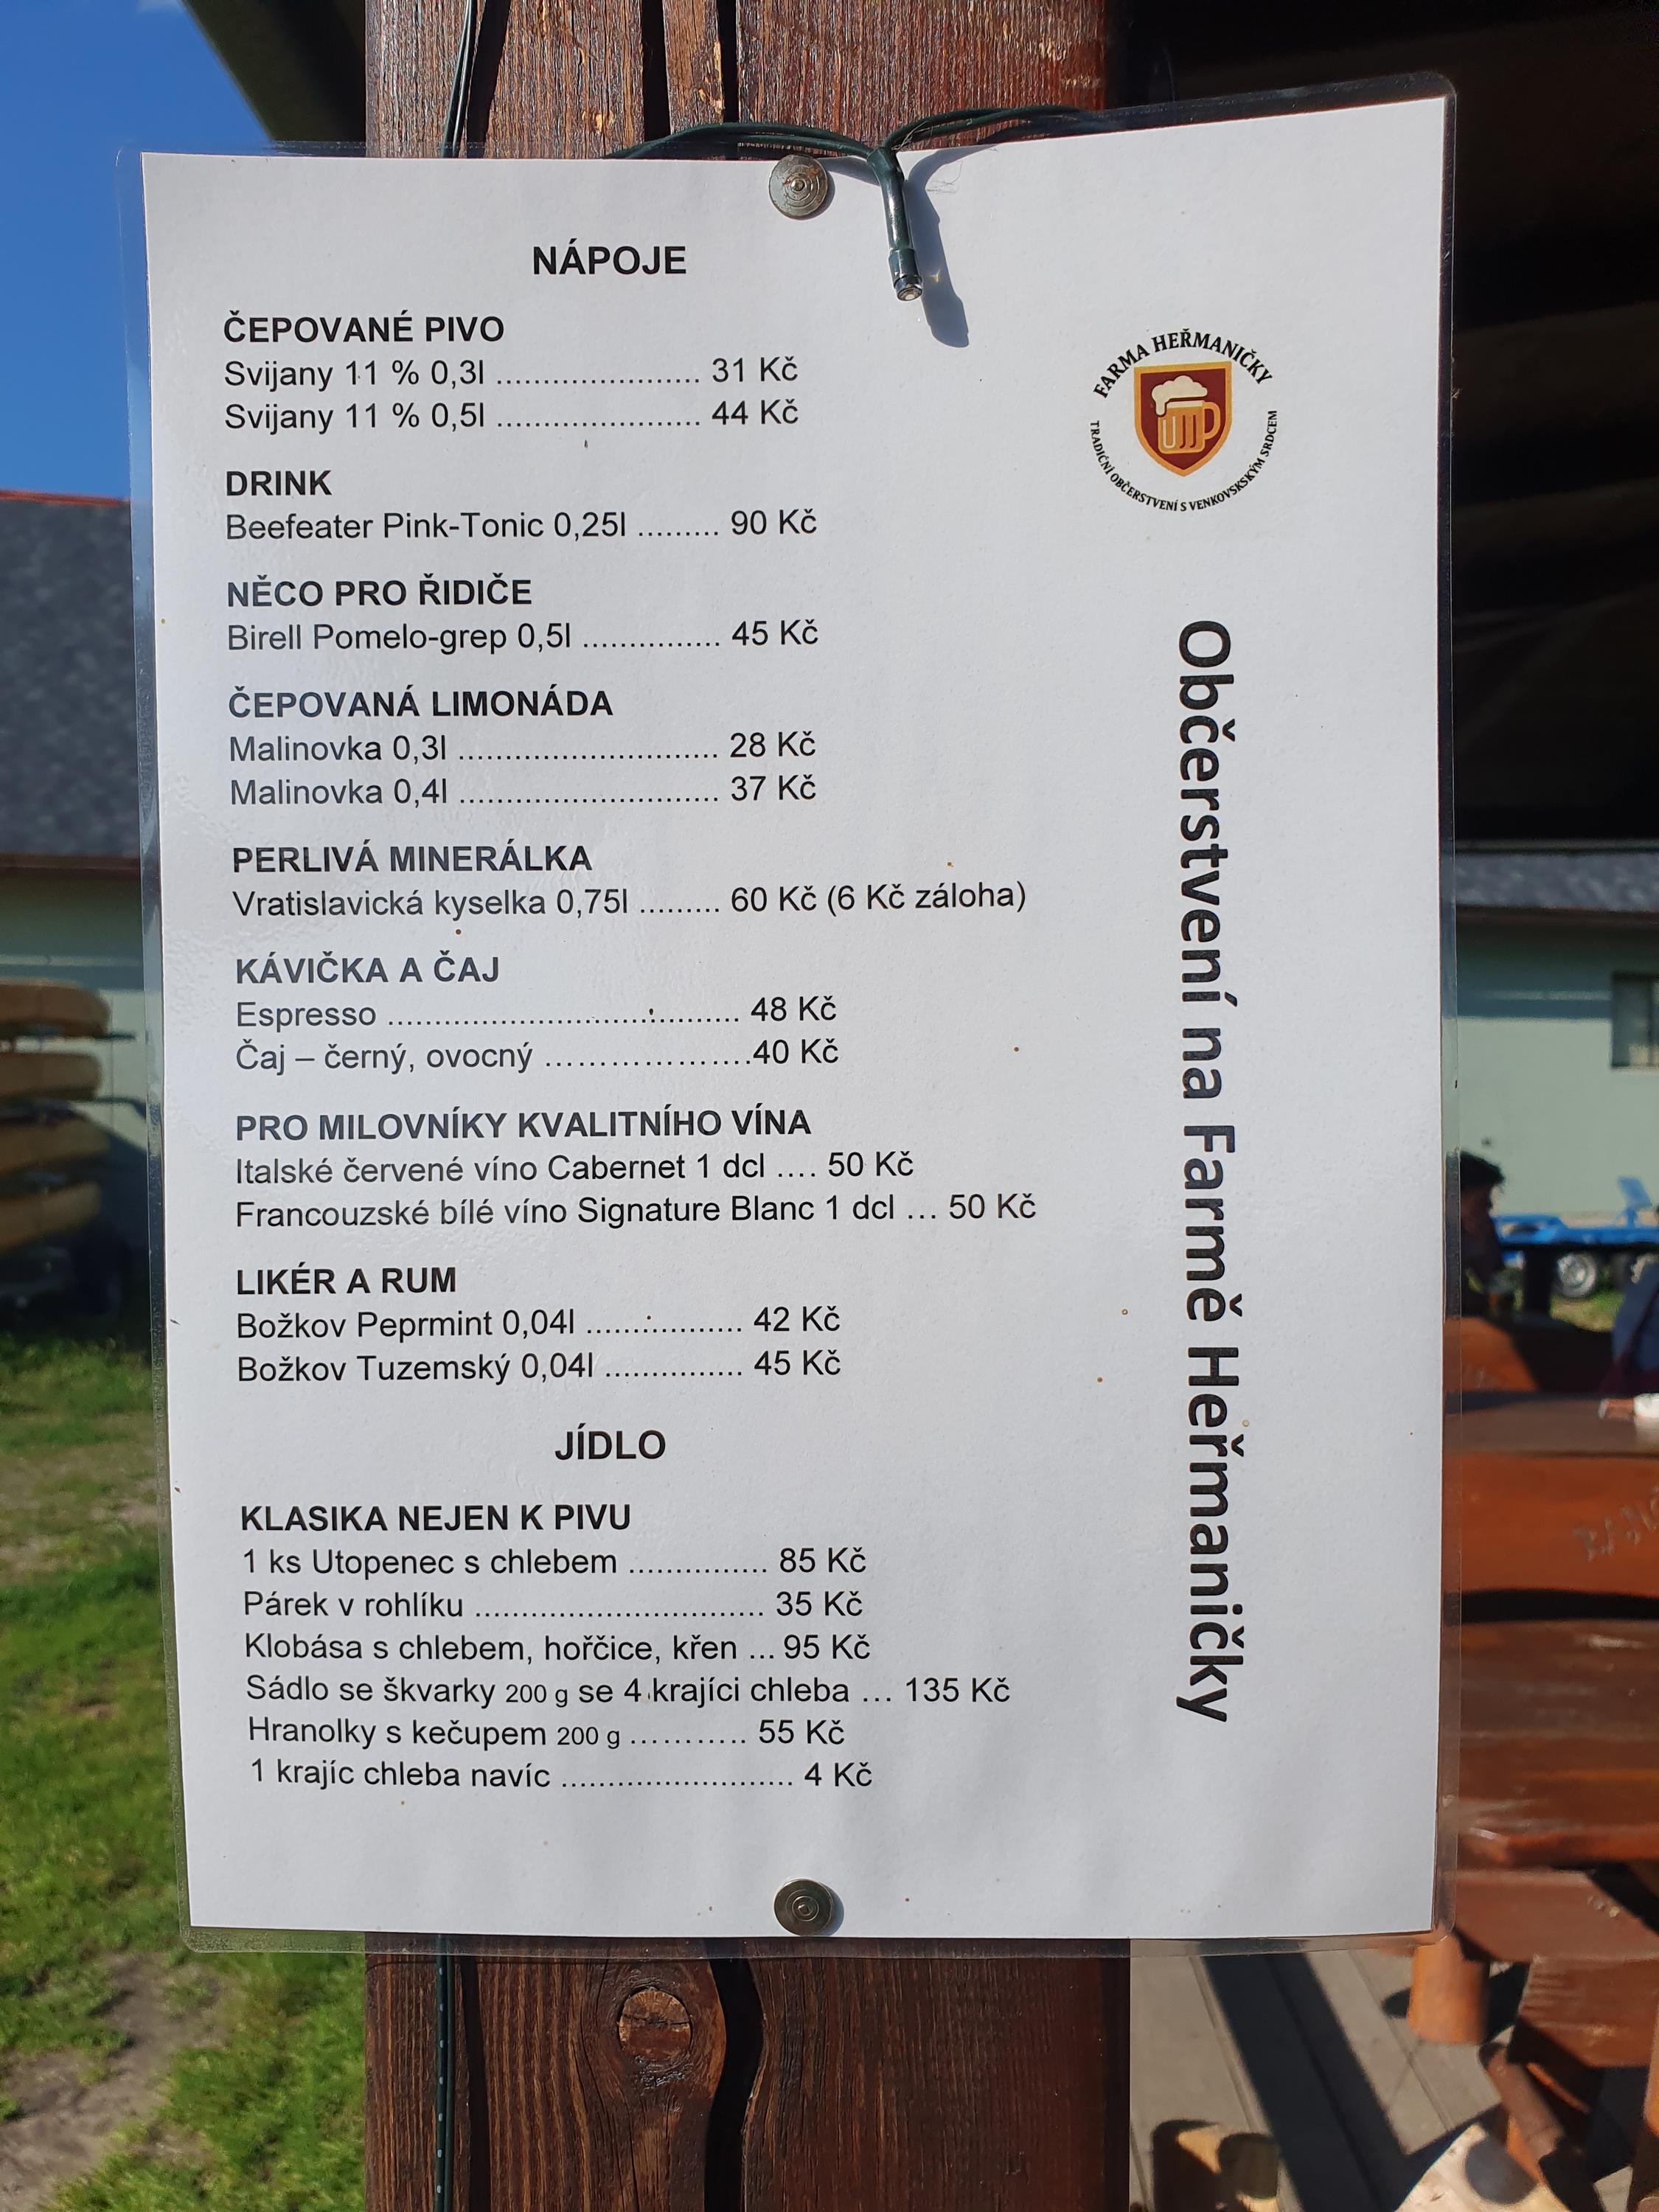 NÁPOJE
ČEPOVANÉ PIVO
Svijany 11 % 0,3l ...................... 31 Kč
Svijany 11 % 0,5l ...................... 44 Kč
DRINK
Beefeater Pink-Tonic 0,25l ......... 90 Kč
NĚCO PRO ŘIDIČE
Birell Pomelo-grep 0,5l ............... 45 Kč
ČEPOVANÁ LIMONÁDA
Malinovka 0,3l ............................ 28 Kč
Malinovka 0,4l ............................ 37 Kč
PERLIVÁ MINERÁLKA
Vratislavická kyselka 0,75l ......... 60 Kč (6 Kč záloha)
KÁVIČKA A ČAJ
Espresso ...................................... 48 Kč
Čaj – černý, ovocný ………………..40 Kč
PRO MILOVNÍKY KVALITNÍHO VÍNA
Italské červené víno Cabernet 1 dcl .... 50 Kč
Francouzské bílé víno Signature Blanc 1 dcl ... 50 Kč
LIKÉR A RUM
Božkov Peprmint 0,04l ................. 42 Kč
Božkov Tuzemský 0,04l ............... 45 Kč
JÍDLO
KLASIKA NEJEN K PIVU
1 ks Utopenec s chlebem ............... 85 Kč
Párek v rohlíku ............................... 35 Kč
Klobása s chlebem, hořčice, křen ... 95 Kč
Sádlo se škvarky 200 g se 4 krajíci chleba ... 135 Kč
Hranolky s kečupem 200 g ……….. 55 Kč
1 krajíc chleba navíc ......................... 4 Kč
FARMA HEŘMANIČKY
TRADIČNÍ OBČERSTVENÍ S VENKOVSKSKÝM SRDCEM
Občerstvení na Farmě Heřmaničky